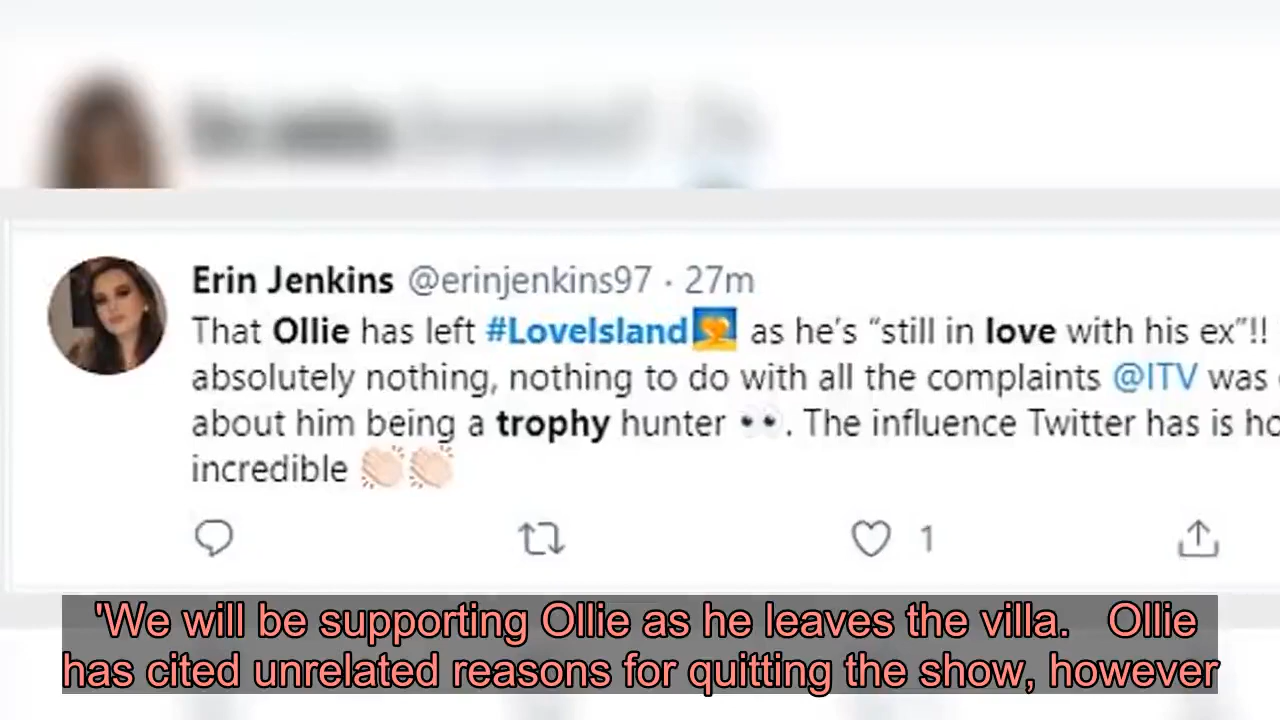 Erin Jenkins @erinjenkins97 · 27m
That Ollie has left #LoveIsland as he's “still in love with his ex”!!
absolutely nothing, nothing to do with all the complaints @ITV was
about him being a trophy hunter 👀. The influence Twitter has is
incredible 👏🏻👏🏻
1
'We will be supporting Ollie as he leaves the villa. Ollie
has cited unrelated reasons for quitting the show, however